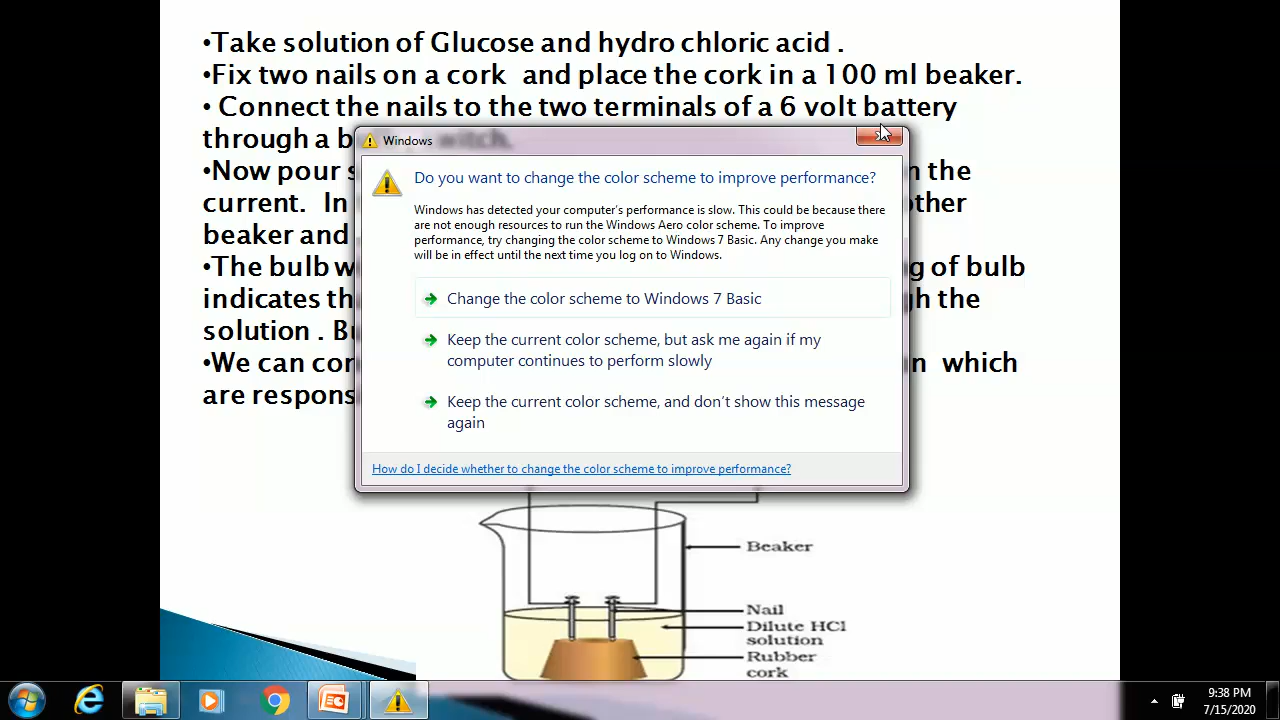 •Take solution of Glucose and hydro chloric acid .
•Fix two nails on a cork  and place the cork in a 100 ml beaker.
• Connect the nails to the two terminals of a 6 volt battery
through a
Windows
•Now pour
the
current.  In
beaker and
Do you want to change the color scheme to improve performance?
Windows has detected your computer's performance is slow. This could be because there
are not enough resources to run the Windows Aero color scheme. To improve
performance, try changing the color scheme to Windows 7 Basic. Any change you make
will be in effect until the next time you log on to Windows.
•The bulb
of bulb
indicates
the
solution .
•We can
which
are
Change the color scheme to Windows 7 Basic
Keep the current color scheme, but ask me again if my
computer continues to perform slowly
Keep the current color scheme, and don't show this message
again
How do I decide whether to change the color scheme to improve performance?
Beaker
Nail
Dilute HCl
solution
Rubber
cork
9:38 PM
7/15/2020